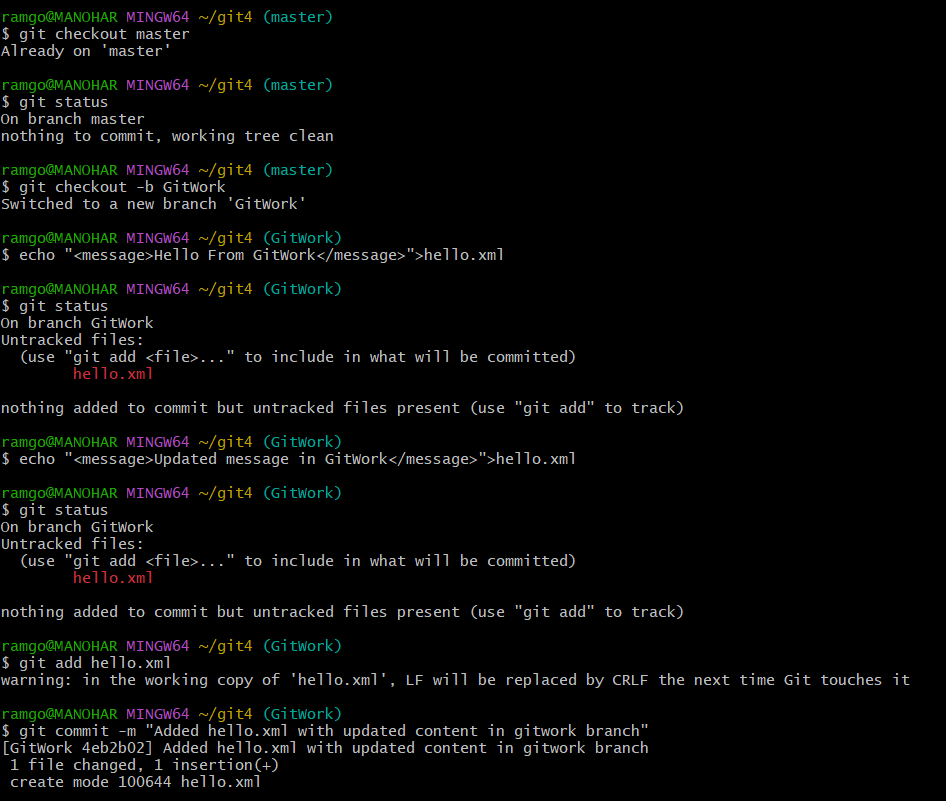 ramgo@MANOHAR MINGW64 ~/git4 (master)
$ git checkout master
Already on 'master'
ramgo@MANOHAR MINGW64 ~/git4 (master)
$ git status
On branch master
nothing to commit, working tree clean
ramgo@MANOHAR MINGW64 ~/git4 (master)
$ git checkout -b GitWork
Switched to a new branch 'GitWork'
ramgo@MANOHAR MINGW64 ~/git4 (GitWork)
$ echo "<message>Hello From GitWork</message>">hello.xml
ramgo@MANOHAR MINGW64 ~/git4 (GitWork)
$ git status
On branch GitWork
Untracked files:
  (use "git add <file>..." to include in what will be committed)
        hello.xml
nothing added to commit but untracked files present (use "git add" to track)
ramgo@MANOHAR MINGW64 ~/git4 (GitWork)
$ echo "<message>Updated message in GitWork</message>">hello.xml
ramgo@MANOHAR MINGW64 ~/git4 (GitWork)
$ git status
On branch GitWork
Untracked files:
  (use "git add <file>..." to include in what will be committed)
        hello.xml
nothing added to commit but untracked files present (use "git add" to track)
ramgo@MANOHAR MINGW64 ~/git4 (GitWork)
$ git add hello.xml
warning: in the working copy of 'hello.xml', LF will be replaced by CRLF the next time Git touches it
ramgo@MANOHAR MINGW64 ~/git4 (GitWork)
$ git commit -m "Added hello.xml with updated content in gitwork branch"
[GitWork 4eb2b02] Added hello.xml with updated content in gitwork branch
 1 file changed, 1 insertion(+)
 create mode 100644 hello.xml